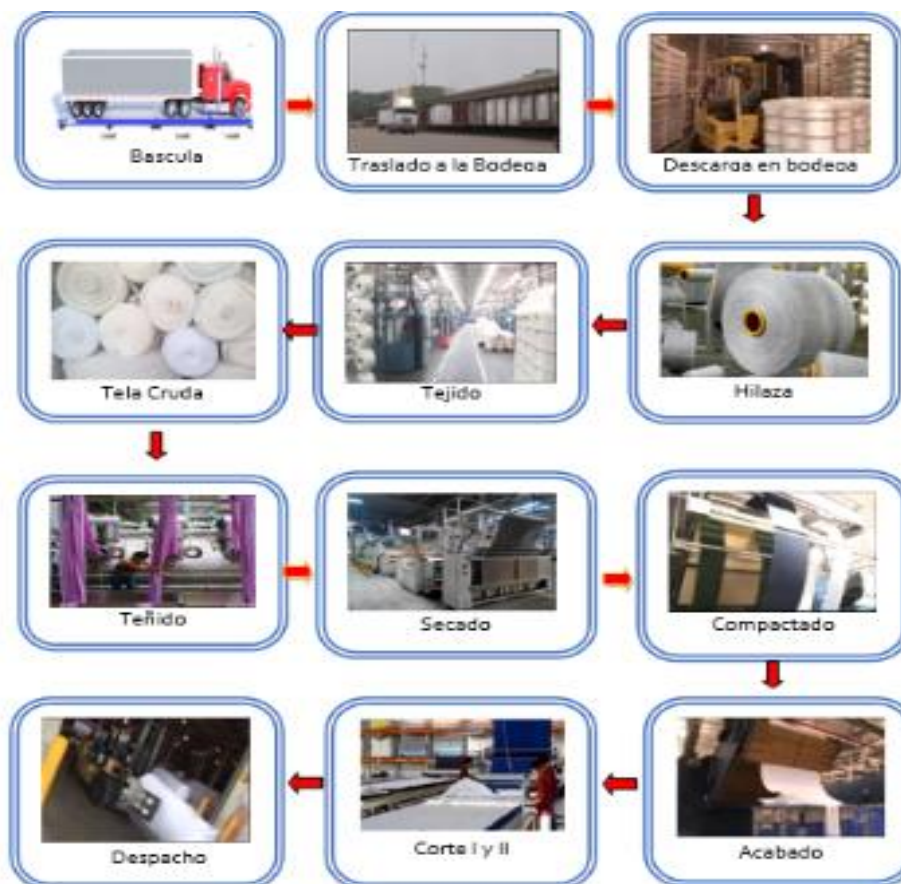 Bascula
Traslado a la Bodega
Descarga en bodega
Hilaza
Tejido
Tela Cruda
Teñido
Secado
Compactado
Acabado
Corte I y II
Despacho